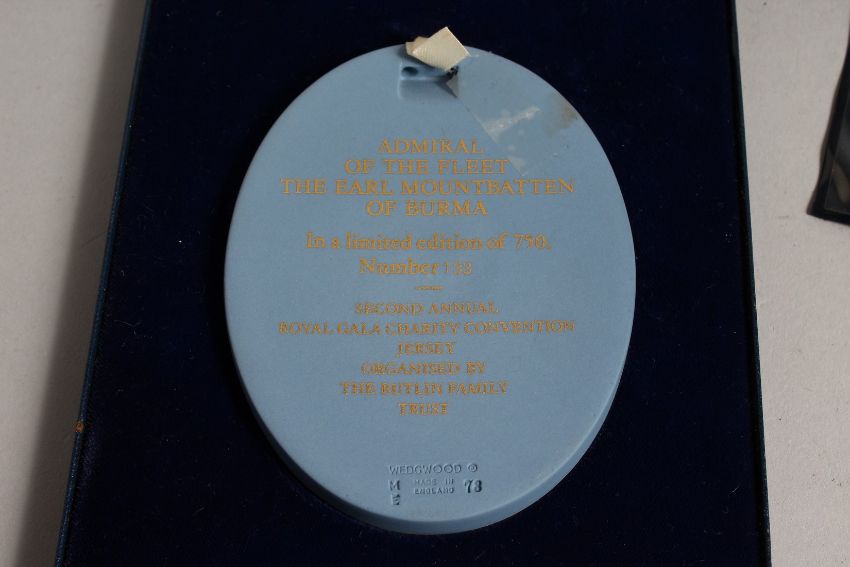 ADMIRAL
OF THE FLEET
THE EARL MOUNTBATTEN
OF BURMA
In a limited edition of 750,
Number 133
SECOND ANNUAL
ROYAL GALA CHARITY CONVENTION
JERSEY
ORGANISED BY
THE BUTLIN FAMILY
TRUST
WEDGWOOD ©
M MADE IN
E ENGLAND 73